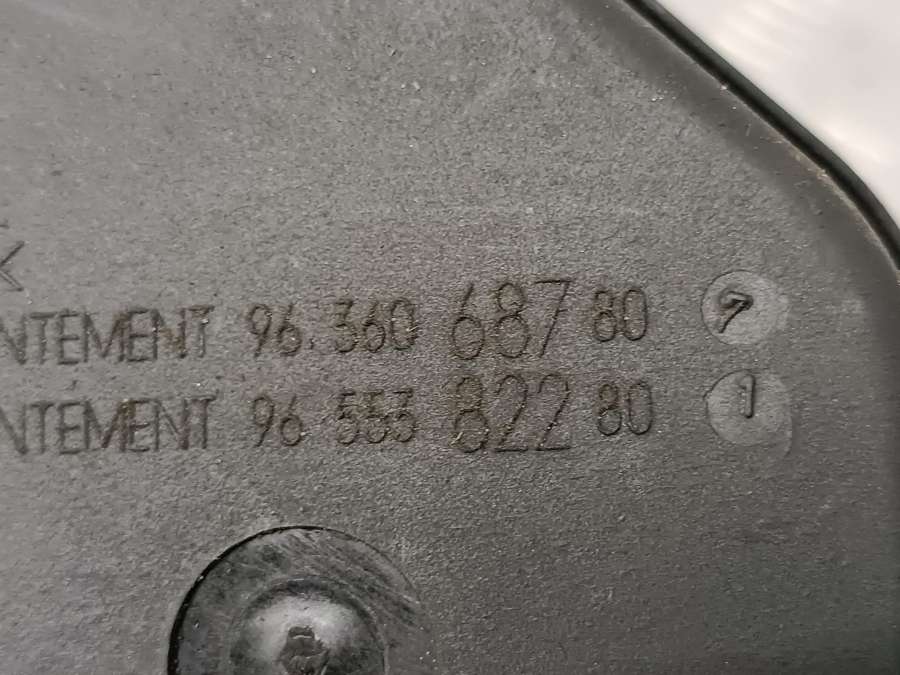 NTEMENT 96.360 687 80 7
NTEMENT 96 553 822 80 1